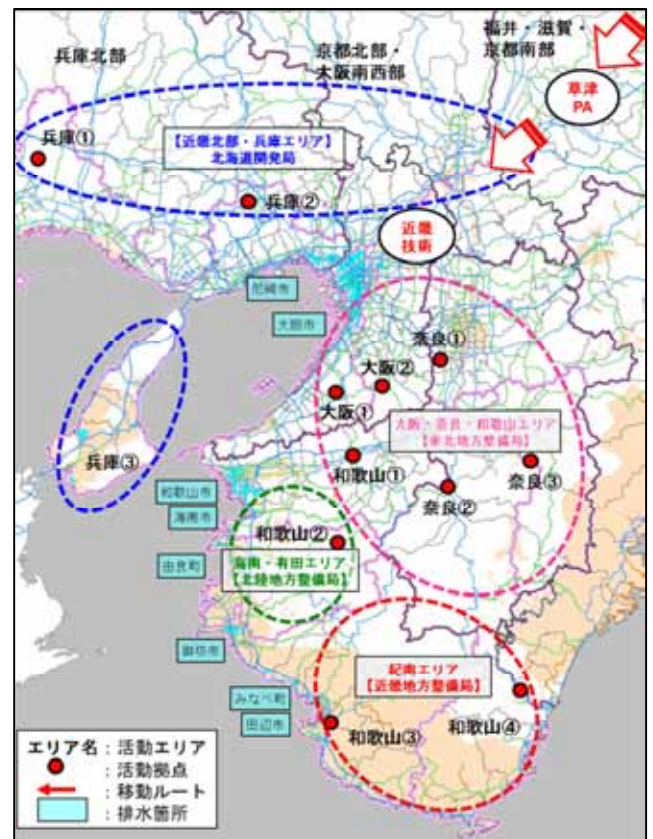 兵庫北部
京都北部・
大阪南西部
福井・滋賀・
京都南部
草津
PA
兵庫①
【近畿北部・兵庫エリア】
北海道開発局
兵庫②
近畿
技術
尼崎市
大阪市
奈良①
大阪②
大阪①
大阪・奈良・和歌山エリア
【東北地方整備局】
兵庫③
和歌山①
奈良③
奈良②
和歌山市
海南市
和歌山②
海南・有田エリア
【北陸地方整備局】
由良町
御坊市
紀南エリア
【近畿地方整備局】
みなべ町
田辺市
和歌山③
和歌山④
エリア名：活動エリア
：活動拠点
：移動ルート
：排水箇所